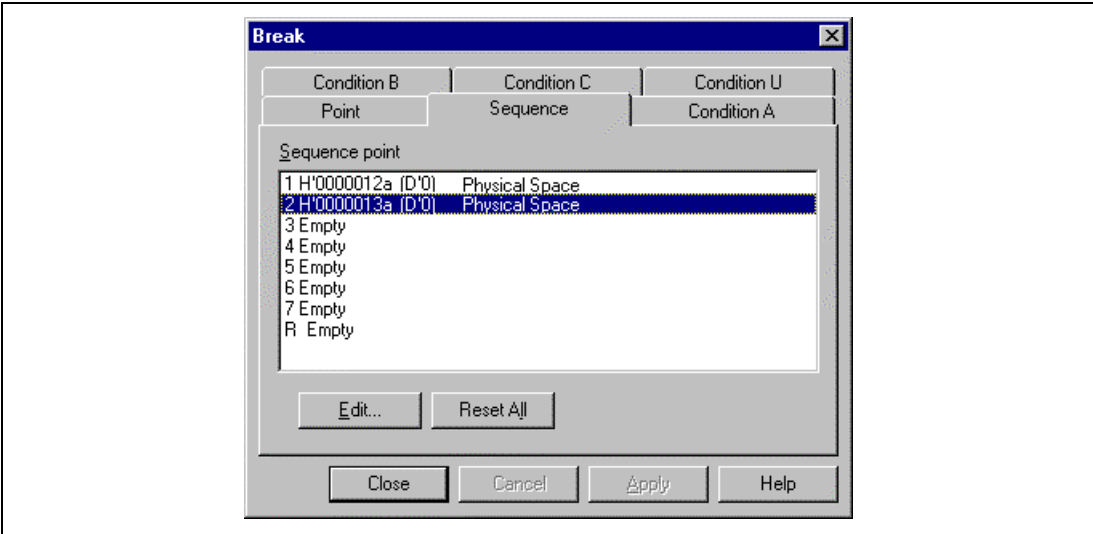 Break
Condition B Condition C Condition U
Point Sequence Condition A
Sequence point
1 H'0000012a (D'0) Physical Space
2 H'0000013a (D'0) Physical Space
3 Empty
4 Empty
5 Empty
6 Empty
7 Empty
R Empty
Edit... Reset All
Close Cancel Apply Help